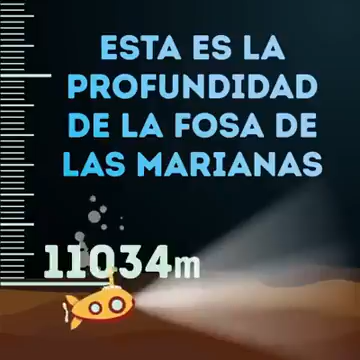 ESTA ES LA
PROFUNDIDAD
DE LA FOSA DE
LAS MARIANAS
11034m